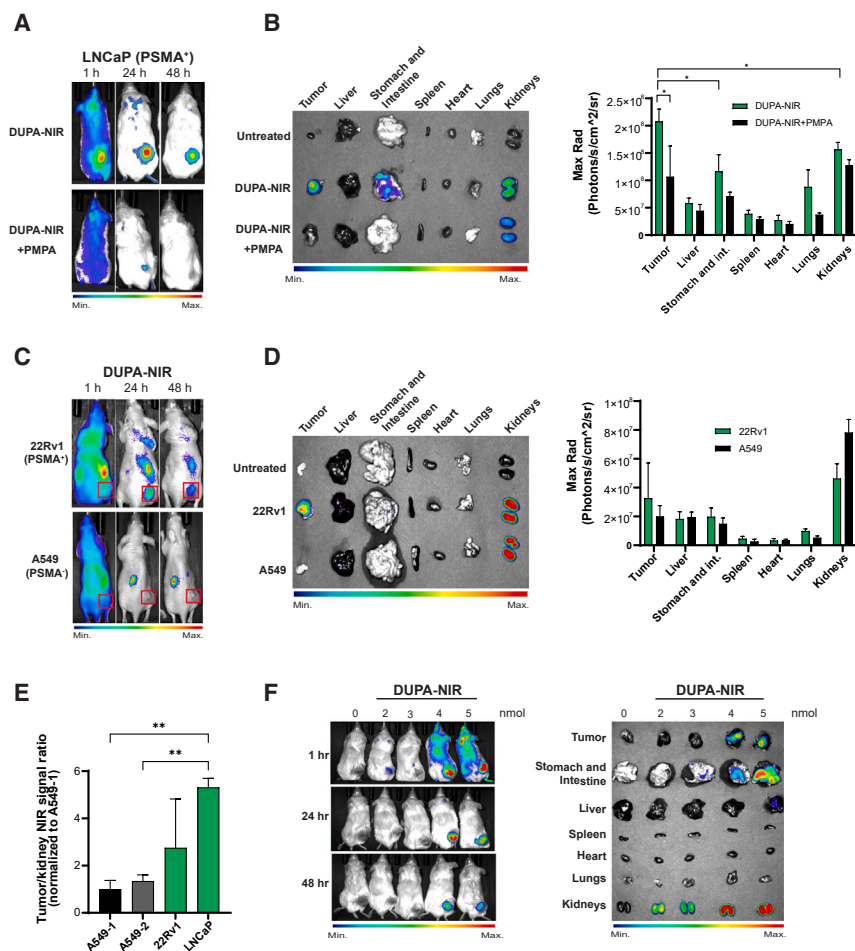 A
LNCaP (PSMA⁺)
1 h 24 h 48 h
DUPA-NIR
DUPA-NIR
+PMPA
Min. Max.
B
Tumor
Liver
Stomach and
Intestine
Spleen
Heart
Lungs
Kidneys
Untreated
DUPA-NIR
DUPA-NIR
+PMPA
Min. Max.
Max Rad
(Photons/s/cm^2/sr)
2.5×10⁸
2×10⁸
1.5×10⁸
1×10⁸
5×10⁷
0
* * *
DUPA-NIR
DUPA-NIR+PMPA
Tumor
Liver
Stomach and int.
Spleen
Heart
Lungs
Kidneys
C
DUPA-NIR
1 h 24 h 48 h
22Rv1
(PSMA⁺)
A549
(PSMA⁻)
Min. Max.
D
Tumor
Liver
Stomach and
Intestine
Spleen
Heart
Lungs
Kidneys
Untreated
22Rv1
A549
Min. Max.
Max Rad
(Photons/s/cm^2/sr)
1×10⁸
8×10⁷
6×10⁷
4×10⁷
2×10⁷
0
22Rv1
A549
Tumor
Liver
Stomach and int.
Spleen
Heart
Lungs
Kidneys
E
Tumor/kidney NIR signal ratio
(normalized to A549-1)
6
4
2
0
**
**
A549-1
A549-2
22Rv1
LNCaP
F
DUPA-NIR
0 2 3 4 5 nmol
1 hr
24 hr
48 hr
Min. Max.
DUPA-NIR
0 2 3 4 5 nmol
Tumor
Stomach and
Intestine
Liver
Spleen
Heart
Lungs
Kidneys
Min. Max.